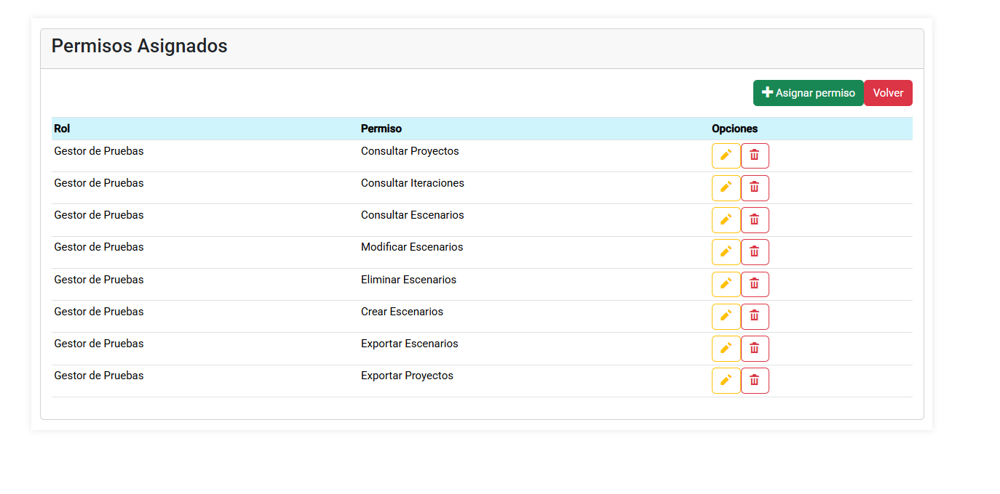 Permisos Asignados
Asignar permiso Volver
Rol Permiso Opciones
Gestor de Pruebas Consultar Proyectos
Gestor de Pruebas Consultar Iteraciones
Gestor de Pruebas Consultar Escenarios
Gestor de Pruebas Modificar Escenarios
Gestor de Pruebas Eliminar Escenarios
Gestor de Pruebas Crear Escenarios
Gestor de Pruebas Exportar Escenarios
Gestor de Pruebas Exportar Proyectos